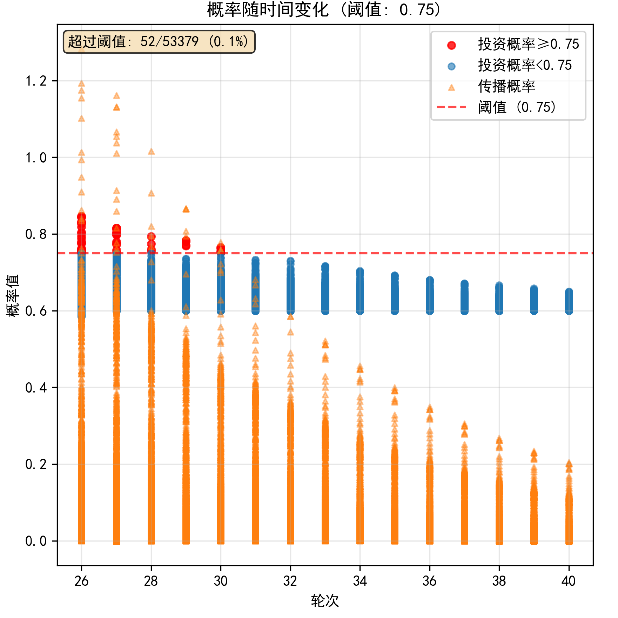 概率随时间变化 (阈值: 0.75)
超过阈值: 52/53379 (0.1%)
投资概率≥0.75
投资概率<0.75
传播概率
阈值 (0.75)
概率值
1.2
1.0
0.8
0.6
0.4
0.2
0.0
26 28 30 32 34 36 38 40
轮次